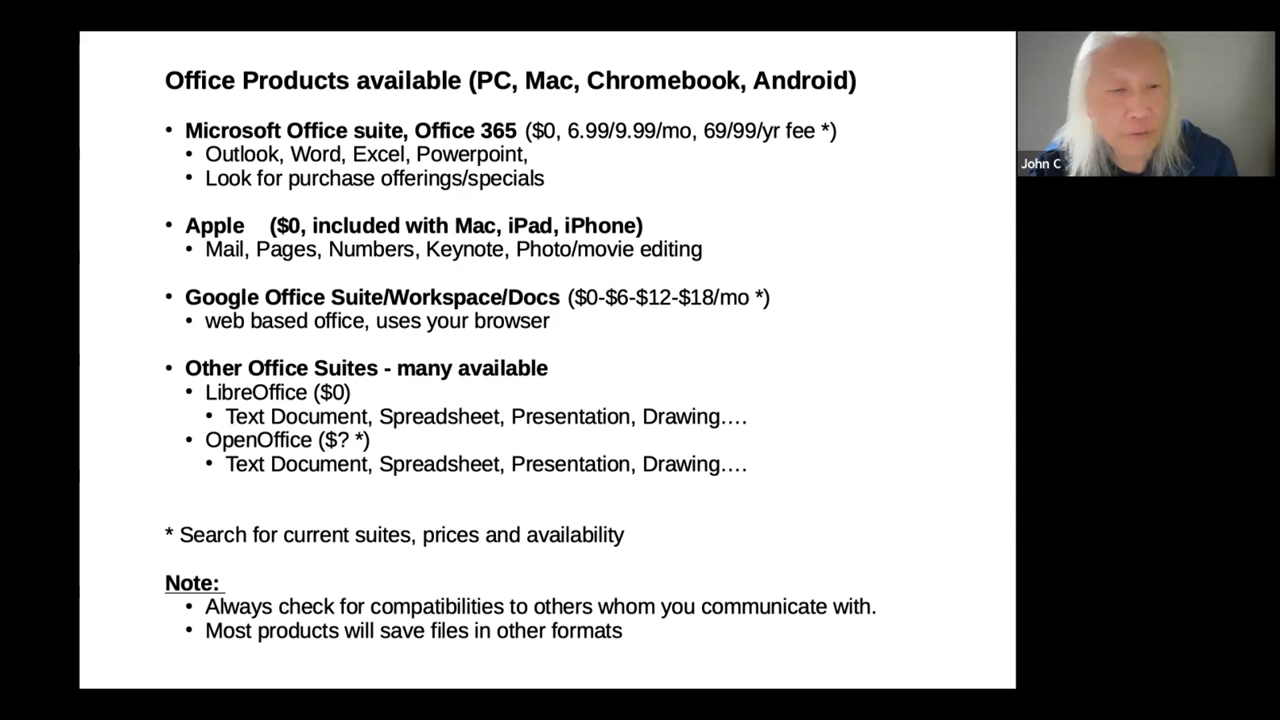 Office Products available (PC, Mac, Chromebook, Android)
• Microsoft Office suite, Office 365 ($0, 6.99/9.99/mo, 69/99/yr fee *)
• Outlook, Word, Excel, Powerpoint,
• Look for purchase offerings/specials
• Apple ($0, included with Mac, iPad, iPhone)
• Mail, Pages, Numbers, Keynote, Photo/movie editing
• Google Office Suite/Workspace/Docs ($0-$6-$12-$18/mo *)
• web based office, uses your browser
• Other Office Suites - many available
• LibreOffice ($0)
• Text Document, Spreadsheet, Presentation, Drawing….
• OpenOffice ($? *)
• Text Document, Spreadsheet, Presentation, Drawing….
* Search for current suites, prices and availability
Note:
• Always check for compatibilities to others whom you communicate with.
• Most products will save files in other formats
John C